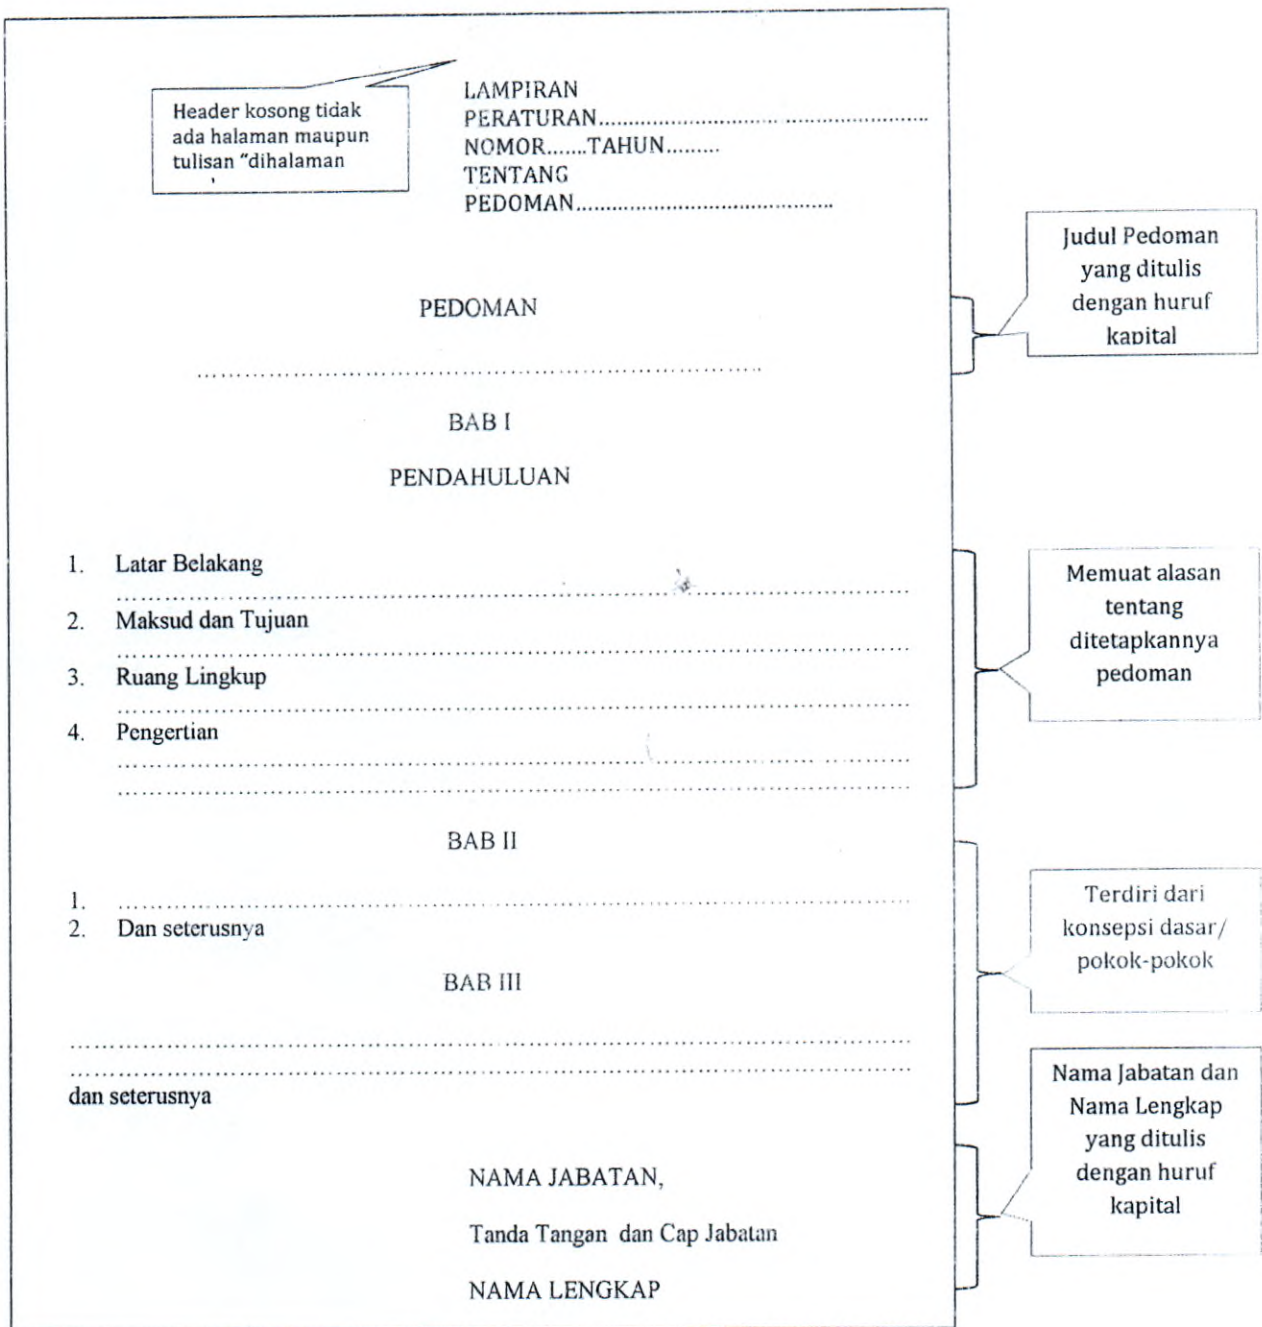 Header kosong tidak
ada halaman maupun
tulisan "dihalaman
LAMPIRAN
PERATURAN..........................................................
NOMOR.......TAHUN.........
TENTANG
PEDOMAN..........................................
Judul Pedoman
yang ditulis
dengan huruf
kapital
PEDOMAN
..........................................................................................
BAB I
PENDAHULUAN
1. Latar Belakang
..........................................................................................
2. Maksud dan Tujuan
..........................................................................................
3. Ruang Lingkup
..........................................................................................
4. Pengertian
..........................................................................................
..........................................................................................
Memuat alasan
tentang
ditetapkannya
pedoman
BAB II
1. ..........................................................................................
2. Dan seterusnya
BAB III
..........................................................................................
..........................................................................................
dan seterusnya
Terdiri dari
konsepsi dasar/
pokok-pokok
NAMA JABATAN,
Tanda Tangan dan Cap Jabatan
NAMA LENGKAP
Nama Jabatan dan
Nama Lengkap
yang ditulis
dengan huruf
kapital